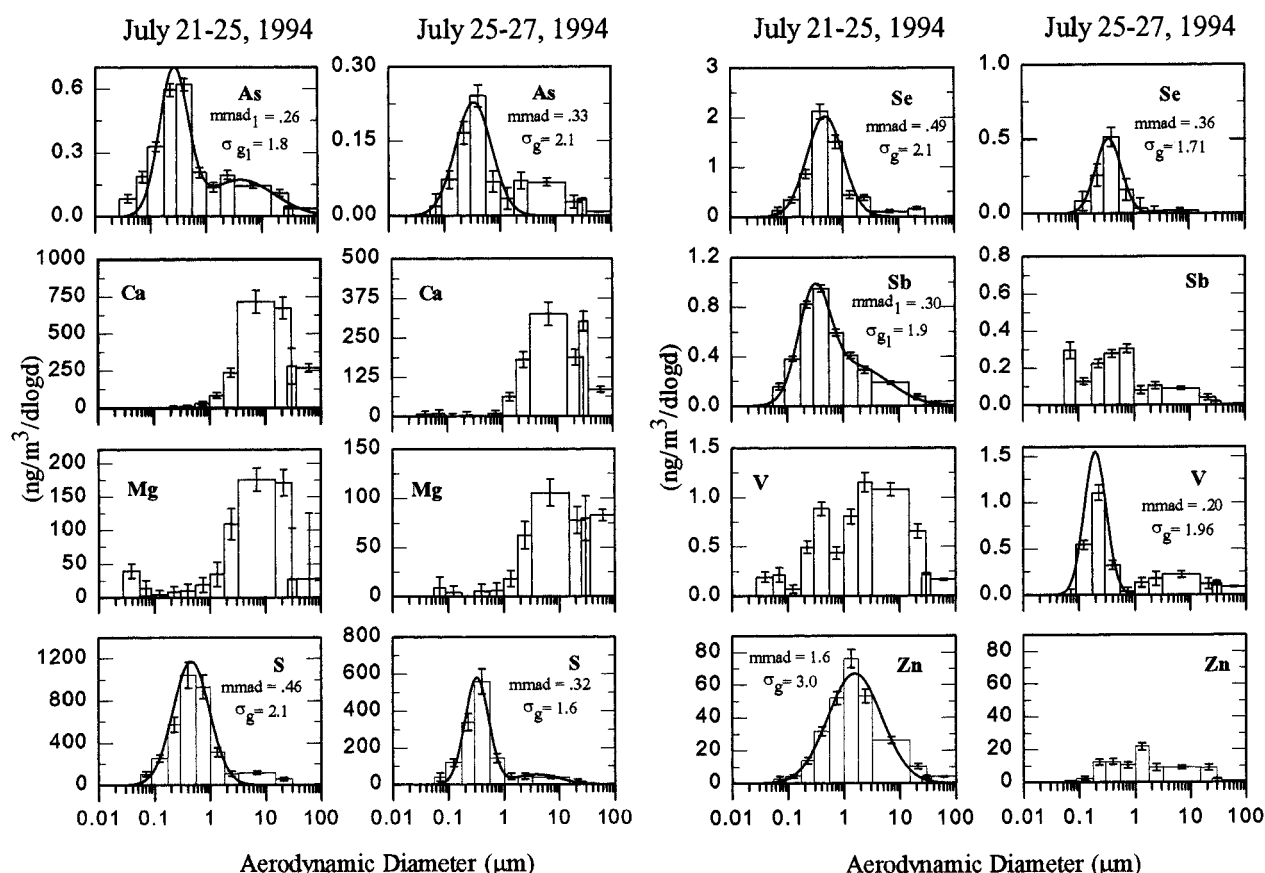 July 21-25, 1994
July 25-27, 1994
July 21-25, 1994
July 25-27, 1994
(ng/m³/dlogd)
0.6
0.3
0.0
As
mmad₁ = .26
σg₁ = 1.8
0.30
0.15
0.00
As
mmad = .33
σg = 2.1
1000
750
500
250
0
Ca
500
375
250
125
0
Ca
200
150
100
50
0
Mg
150
100
50
0
Mg
1200
800
400
0
S
mmad = .46
σg = 2.1
0.01 0.1 1 10 100
800
600
400
200
0
S
mmad = .32
σg = 1.6
0.01 0.1 1 10 100
Aerodynamic Diameter (μm)
(ng/m³/dlogd)
3
2
1
0
Se
mmad = .49
σg = 2.1
1.0
0.5
0.0
Se
mmad = .36
σg = 1.71
1.2
0.8
0.4
0.0
Sb
mmad₁ = .30
σg₁ = 1.9
0.8
0.6
0.4
0.2
0.0
Sb
1.5
1.0
0.5
0.0
V
1.5
1.0
0.5
0.0
V
mmad = .20
σg = 1.96
80
60
40
20
0
mmad = 1.6
σg = 3.0
Zn
0.01 0.1 1 10 100
80
60
40
20
0
Zn
0.01 0.1 1 10 100
Aerodynamic Diameter (μm)